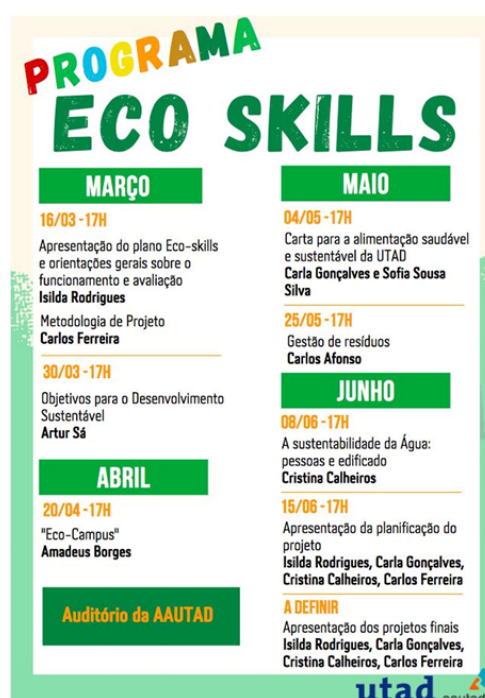 PROGRAMA
ECO SKILLS
MARÇO
16/03 -17H
Apresentação do plano Eco-skills
e orientações gerais sobre o
funcionamento e avaliação
Isilda Rodrigues
Metodologia de Projeto
Carlos Ferreira
30/03 -17H
Objetivos para o Desenvolvimento
Sustentável
Artur Sá
ABRIL
20/04 -17H
"Eco-Campus"
Amadeus Borges
Auditório da AAUTAD
MAIO
04/05 -17H
Carta para a alimentação saudável
e sustentável da UTAD
Carla Gonçalves e Sofia Sousa
Silva
25/05 -17H
Gestão de resíduos
Carlos Afonso
JUNHO
08/06 -17H
A sustentabilidade da Água:
pessoas e edificado
Cristina Calheiros
15/06 -17H
Apresentação da planificação do
projeto
Isilda Rodrigues, Carla Gonçalves,
Cristina Calheiros, Carlos Ferreira
A DEFINIR
Apresentação dos projetos finais
Isilda Rodrigues, Carla Gonçalves,
Cristina Calheiros, Carlos Ferreira
utad